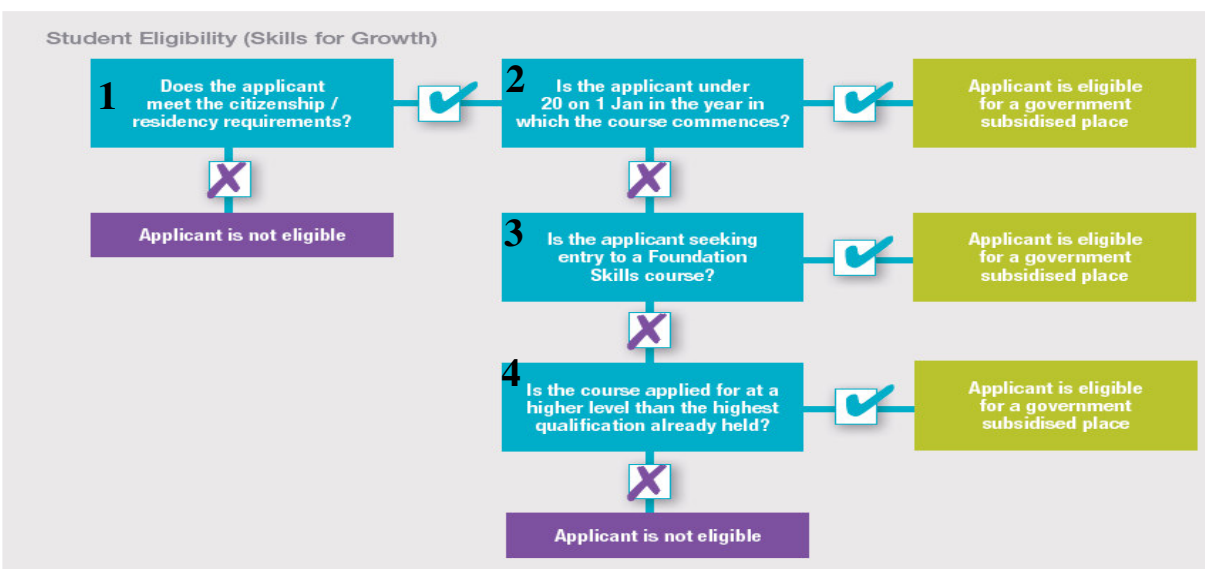 Student Eligibility (Skills for Growth)
1
Does the applicant
meet the citizenship /
residency requirements?
2
Is the applicant under
20 on 1 Jan in the year in
which the course commences?
Applicant is eligible
for a government
subsidised place
Applicant is not eligible
3
Is the applicant seeking
entry to a Foundation
Skills course?
Applicant is eligible
for a government
subsidised place
4
Is the course applied for at a
higher level than the highest
qualification already held?
Applicant is eligible
for a government
subsidised place
Applicant is not eligible